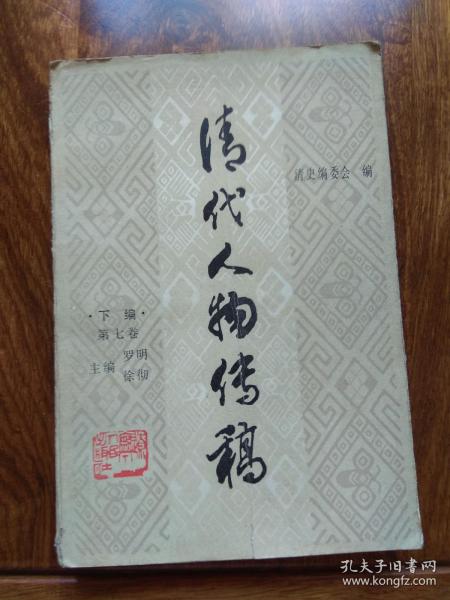 清代人物传稿
清史编委会 编
·下编·
第七卷
主编 罗明
徐彻
孔夫子旧书网
www.kongfz.com